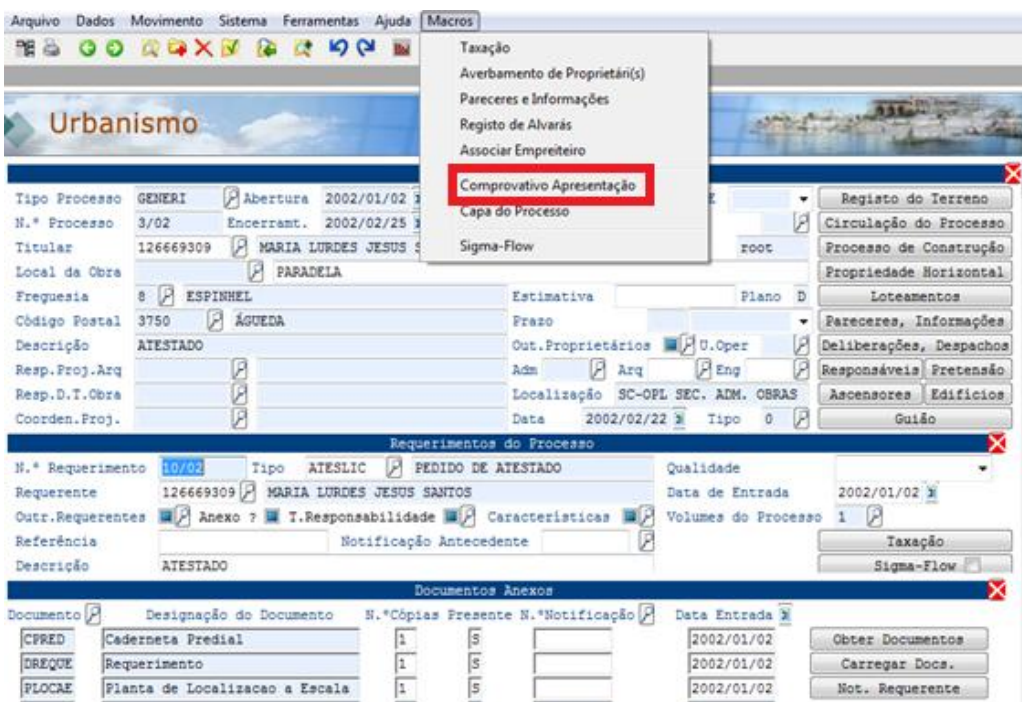 Arquivo Dados Movimento Sistema Ferramentas Ajuda Macros
Taxação
Averbamento de Proprietári(s)
Pareceres e Informações
Registo de Alvarás
Associar Empreiteiro
Comprovativo Apresentação
Capa do Processo
Sigma-Flow
Urbanismo
Tipo Processo GENERI Abertura 2002/01/02 Registo do Terreno
N.º Processo 3/02 Encerramt. 2002/02/25 Circulação do Processo
Titular 126669309 MARIA LURDES JESUS S root Processo de Construção
Local da Obra PARADELA Propriedade Horizontal
Freguesia 8 ESPINHEL Estimativa Plano D Loteamentos
Código Postal 3750 ÁGUEDA Prazo Pareceres, Informações
Descrição ATESTADO Out.Proprietários U.Oper Deliberações, Despachos
Resp.Proj.Arq Adm Arq Eng Responsáveis Pretensão
Resp.D.T.Obra Localização SC-OPL SEC. ADM. OBRAS Ascensores Edifícios
Coorden.Proj. Data 2002/02/22 Tipo 0 Guião
Requerimentos do Processo
N.º Requerimento 10/02 Tipo ATESLIC PEDIDO DE ATESTADO Qualidade
Requerente 126669309 MARIA LURDES JESUS SANTOS Data de Entrada 2002/01/02
Outr.Requerentes Anexo ? T.Responsabilidade Características Volumes do Processo 1
Referência Notificação Antecedente Taxação
Descrição ATESTADO Sigma-Flow
Documentos Anexos
Documento Designação do Documento N.ºCópias Presente N.ºNotificação Data Entrada
CPRED Caderneta Predial 1 S 2002/01/02 Obter Documentos
DREQUE Requerimento 1 S 2002/01/02 Carregar Docs.
PLOCAE Planta de Localizacao a Escala 1 S 2002/01/02 Not. Requerente